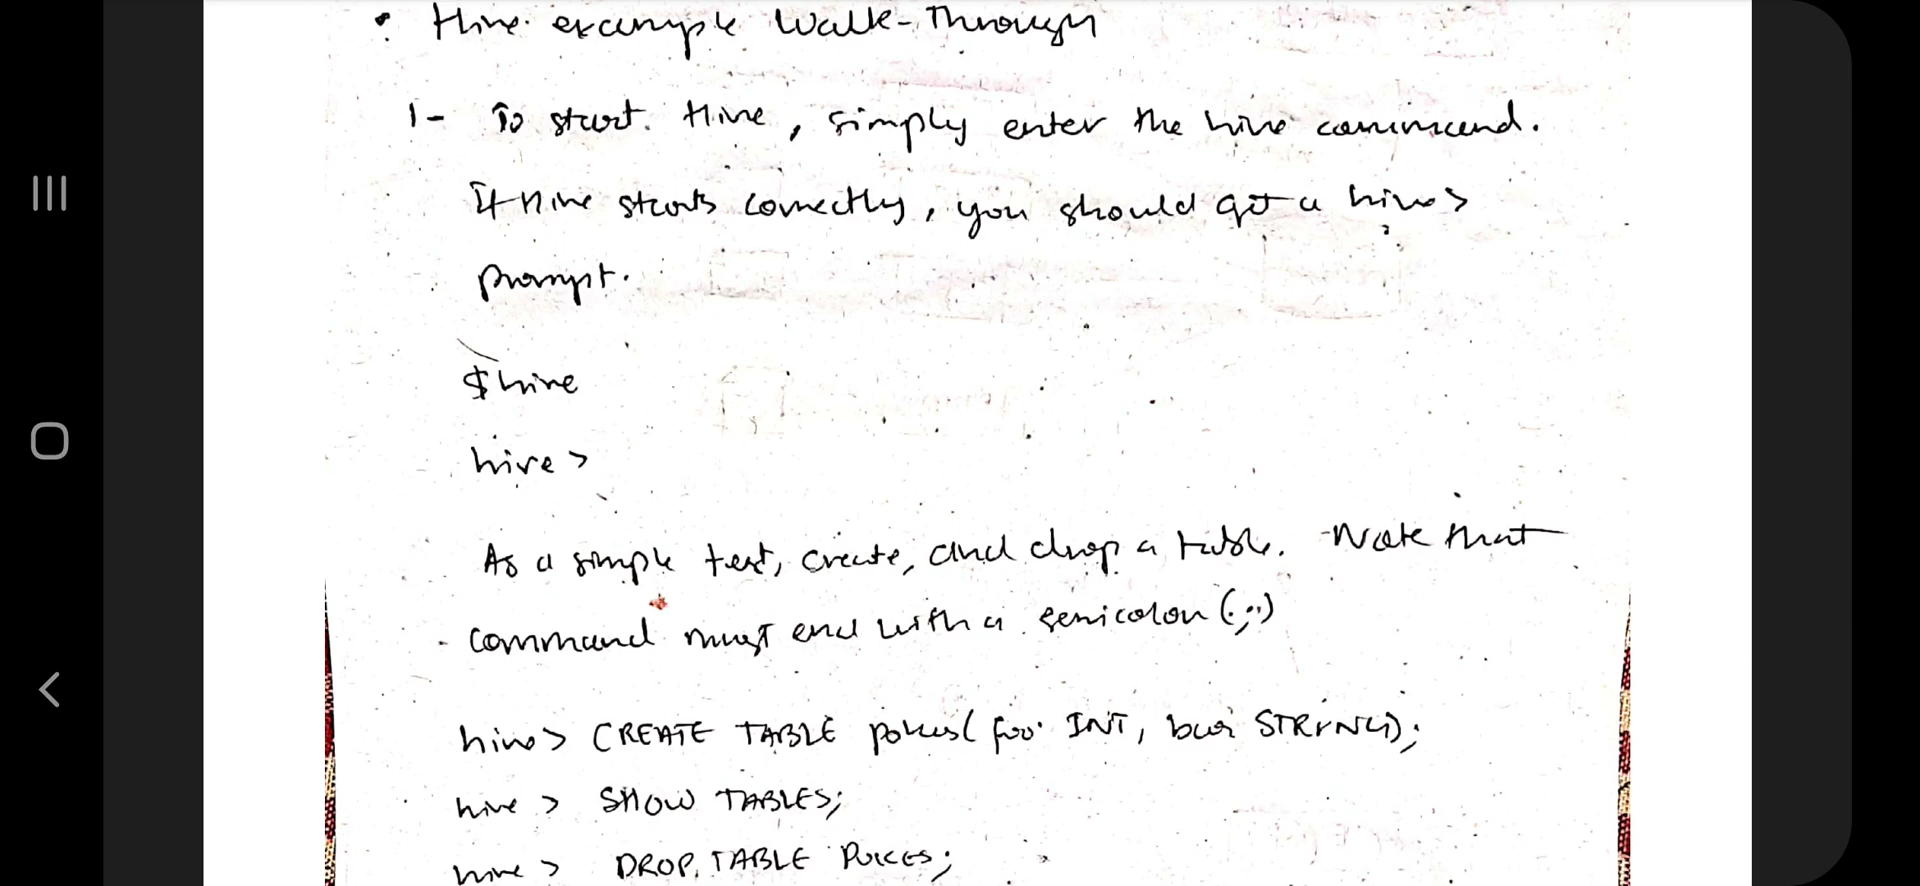 • Hive example Walk-Through
1- To start Hive, simply enter the hive command.
If Hive starts correctly, you should get a hive>
prompt.
$ hive
hive >
As a simple test, create, and drop a table. Note that
command must end with a semicolon (;)
hive> CREATE TABLE pokes( foo INT, bar STRING);
hive > SHOW TABLES;
hive > DROP TABLE POKES;